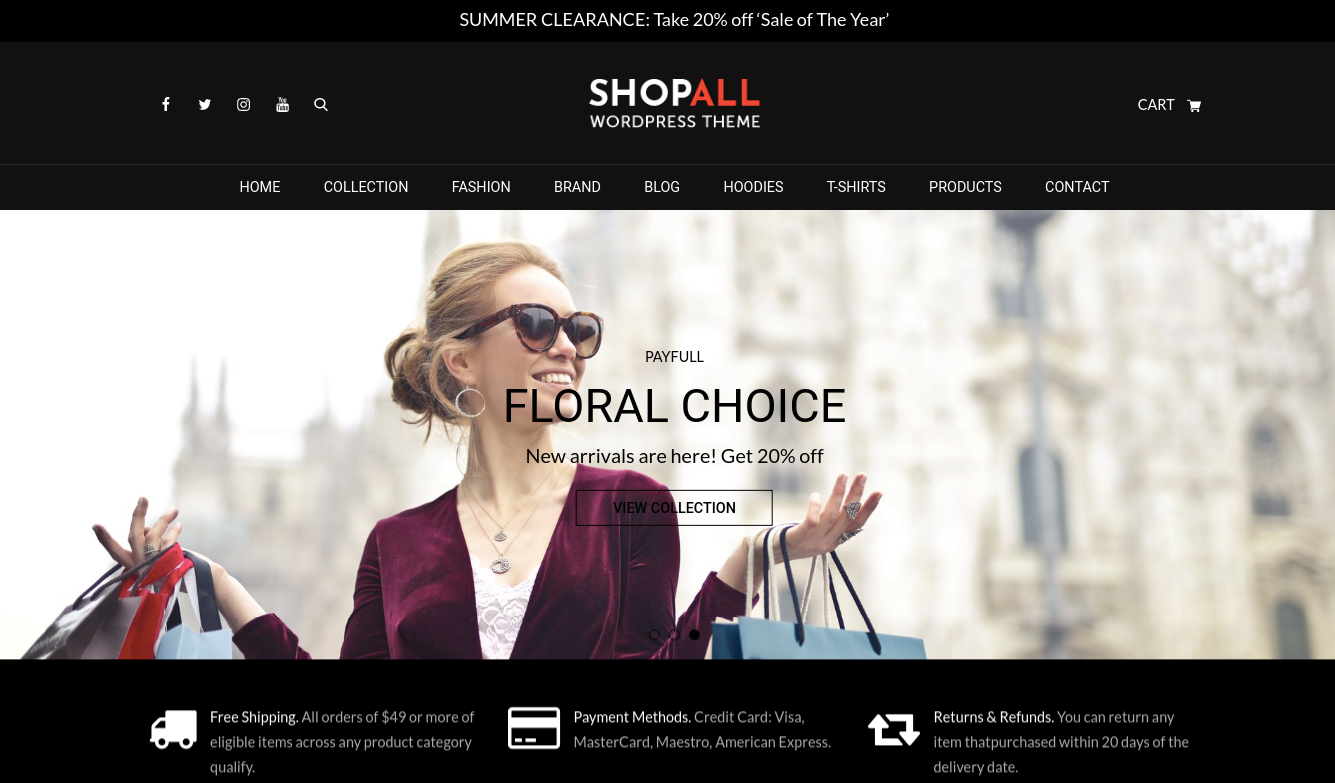 SUMMER CLEARANCE: Take 20% off ‘Sale of The Year’
SHOPALL
WORDPRESS THEME
CART
HOME COLLECTION FASHION BRAND BLOG HOODIES T-SHIRTS PRODUCTS CONTACT
PAYFULL
FLORAL CHOICE
New arrivals are here! Get 20% off
VIEW COLLECTION
Free Shipping. All orders of $49 or more of
eligible items across any product category
qualify.
Payment Methods. Credit Card: Visa,
MasterCard, Maestro, American Express.
Returns & Refunds. You can return any
item thatpurchased within 20 days of the
delivery date.